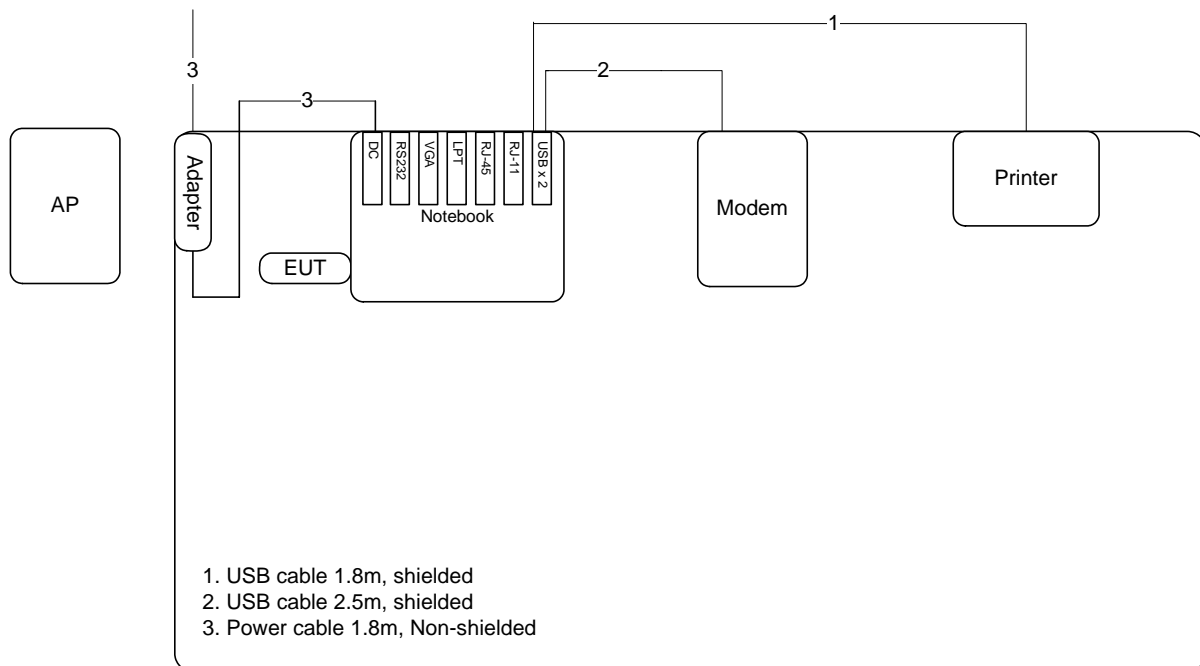 1
3
2
3
AP
Adapter
DC
RS232
VGA
LPT
RJ-45
RJ-11
USB x 2
Notebook
EUT
Modem
Printer
1. USB cable 1.8m, shielded
2. USB cable 2.5m, shielded
3. Power cable 1.8m, Non-shielded